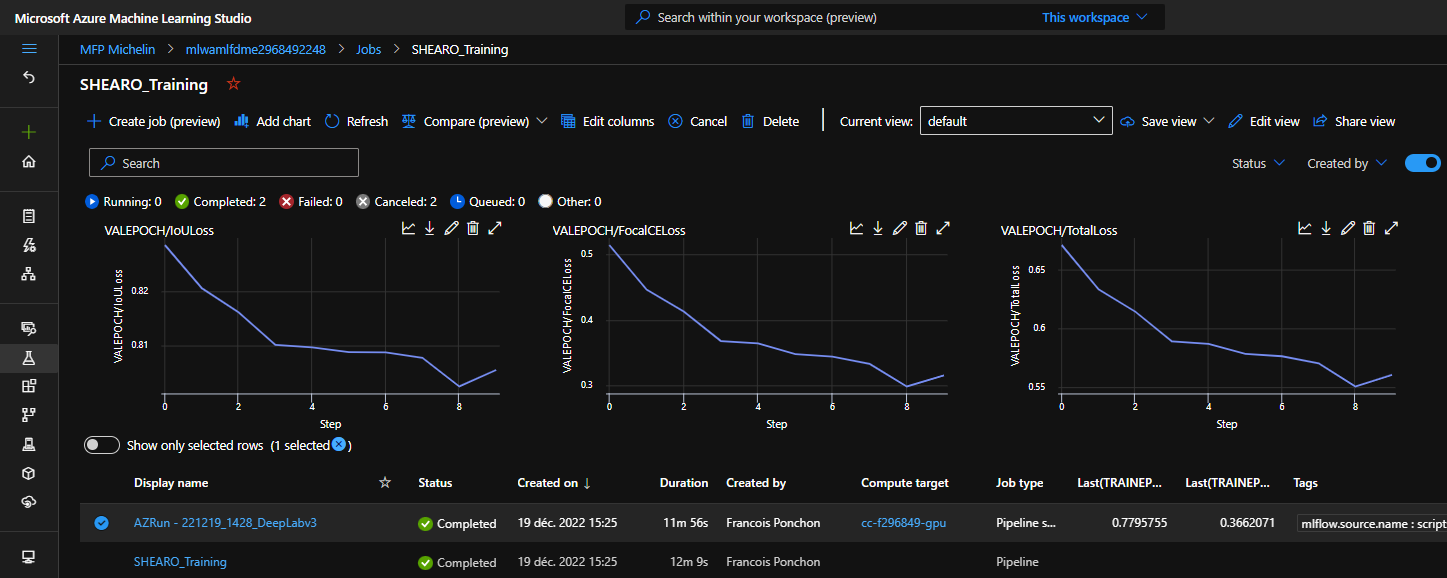 Microsoft Azure Machine Learning Studio
Search within your workspace (preview)
This workspace
MFP Michelin > mlwamlfdme2968492248 > Jobs > SHEARO_Training
SHEARO_Training
Create job (preview) Add chart Refresh Compare (preview) Edit columns Cancel Delete Current view: default Save view Edit view Share view
Search
Status Created by
Running: 0 Completed: 2 Failed: 0 Canceled: 2 Queued: 0 Other: 0
VALEPOCH/IoULoss
VALEPOCH/IoULoss
0.82
0.81
0 2 4 6 8
Step
VALEPOCH/FocalCELoss
VALEPOCH/FocalCELoss
0.5
0.4
0.3
0 2 4 6 8
Step
VALEPOCH/TotalLoss
VALEPOCH/TotalLoss
0.65
0.6
0.55
0 2 4 6 8
Step
Show only selected rows (1 selected)
Display name Status Created on ↓ Duration Created by Compute target Job type Last(TRAINEP... Last(TRAINEP... Tags
AZRun - 221219_1428_DeepLabv3 Completed 19 déc. 2022 15:25 11m 56s Francois Ponchon cc-f296849-gpu Pipeline s... 0.7795755 0.3662071 mlflow.source.name : script
SHEARO_Training Completed 19 déc. 2022 15:25 12m 9s Francois Ponchon Pipeline